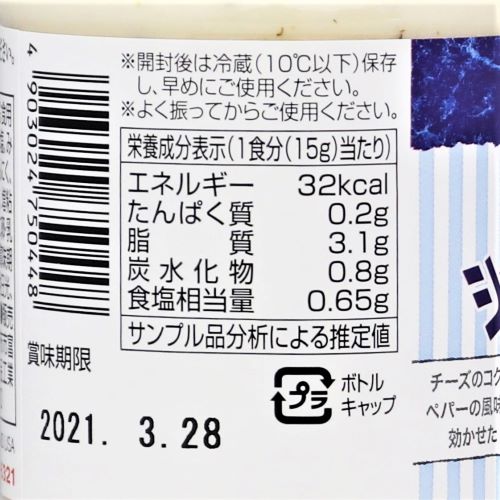 ※開封後は冷蔵(10℃以下)保存
し、早めにご使用ください。
※よく振ってからご使用ください。
栄養成分表示(1食分(15g)当たり)
エネルギー 32kcal
たんぱく質 0.2g
脂質 3.1g
炭水化物 0.8g
食塩相当量 0.65g
サンプル品分析による推定値
4903024750448
賞味期限
2021. 3.28
プラ
ボトル
キャップ
チーズのコク
ペパーの風味
効かせた